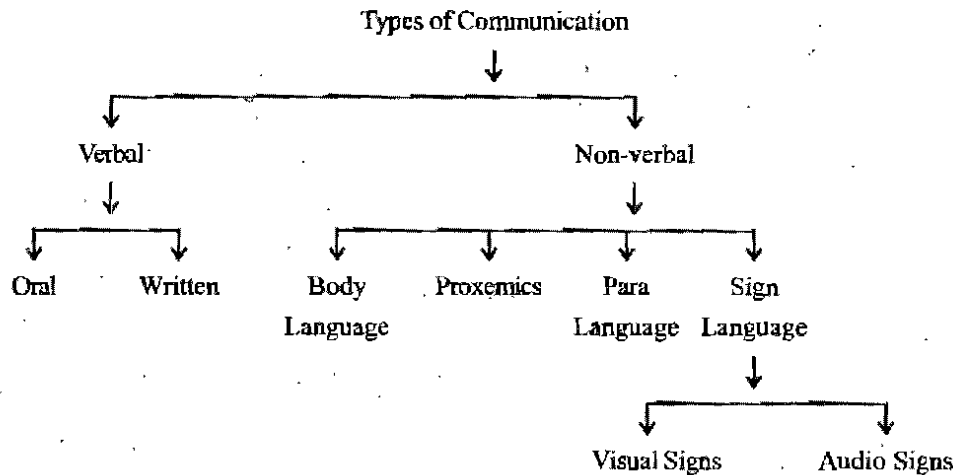 Types of Communication
Verbal Non-verbal
Oral Written Body Proxemics Para Sign
Language Language Language
Visual Signs Audio Signs